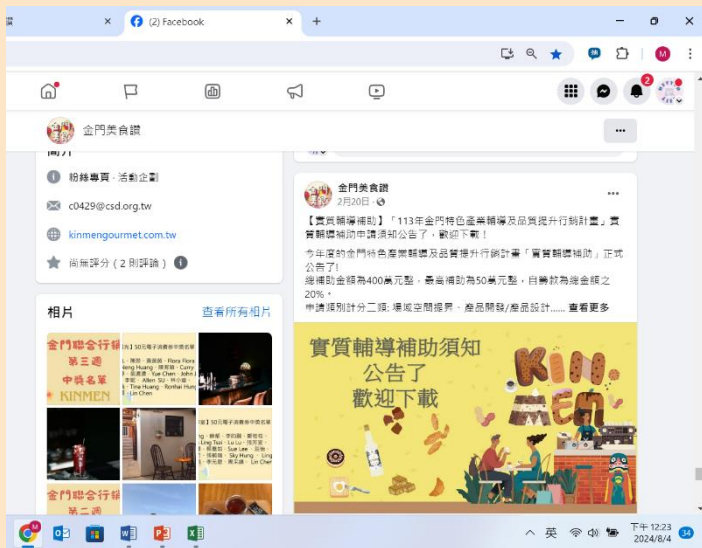 (2) Facebook
M
2
金門美食讚
簡介
粉絲專頁 · 活動企劃
c0429@csd.org.tw
kinmengourmet.com.tw
尚無評分（2 則評論）
相片
查看所有相片
金門聯合行銷
第三週
中獎名單
KINMEN
金門聯合行銷
第二週
金門美食讚
2月20日
【實質輔導補助】「113年金門特色產業輔導及品質提升行銷計畫」實
質輔導補助申請須知公告了，歡迎下載！
今年度的金門特色產業輔導及品質提升行銷計畫「實質輔導補助」正式
公告了!
總補助金額為400萬元整，最高補助為50萬元整，自籌款為總金額之
20%。
申請類別計分三類: 場域空間提昇、產品開發/產品設計...... 查看更多
實質輔導補助須知
公告了
歡迎下載
KIN
MEN
英
下午 12:23
2024/8/4
34